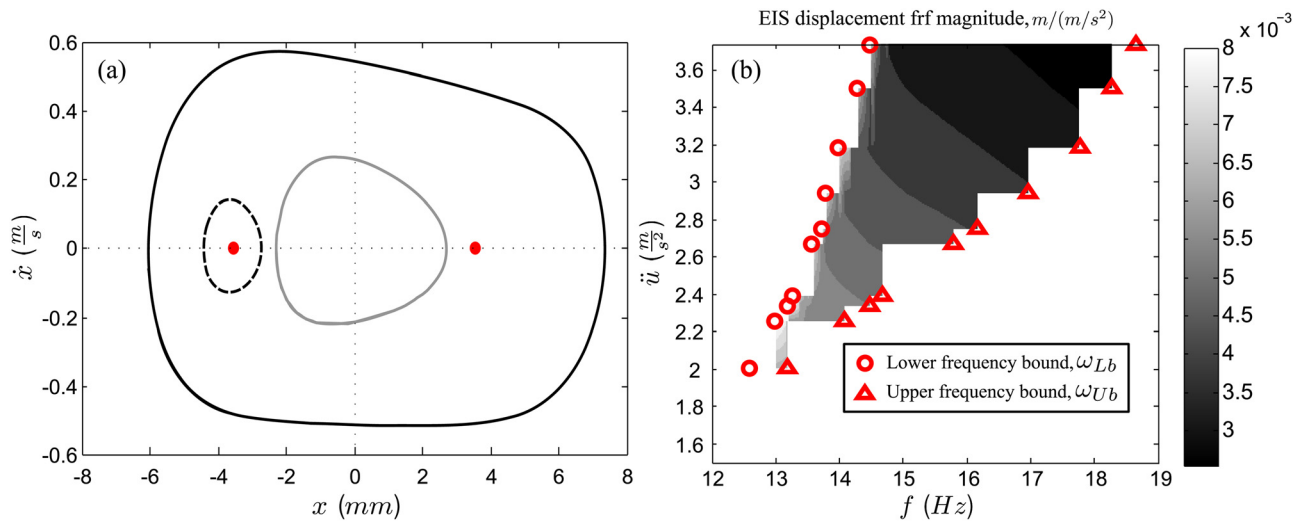 EIS displacement frf magnitude, m/(m/s²)
x 10⁻³
(a)
0.6
0.4
0.2
0
-0.2
-0.4
-0.6
ẋ (m/s)
-8 -6 -4 -2 0 2 4 6 8
x (mm)
(b)
3.6
3.4
3.2
3
2.8
2.6
2.4
2.2
2
1.8
1.6
ü (m/s²)
12 13 14 15 16 17 18 19
f (Hz)
Lower frequency bound, ω_Lb
Upper frequency bound, ω_Ub
8
7.5
7
6.5
6
5.5
5
4.5
4
3.5
3